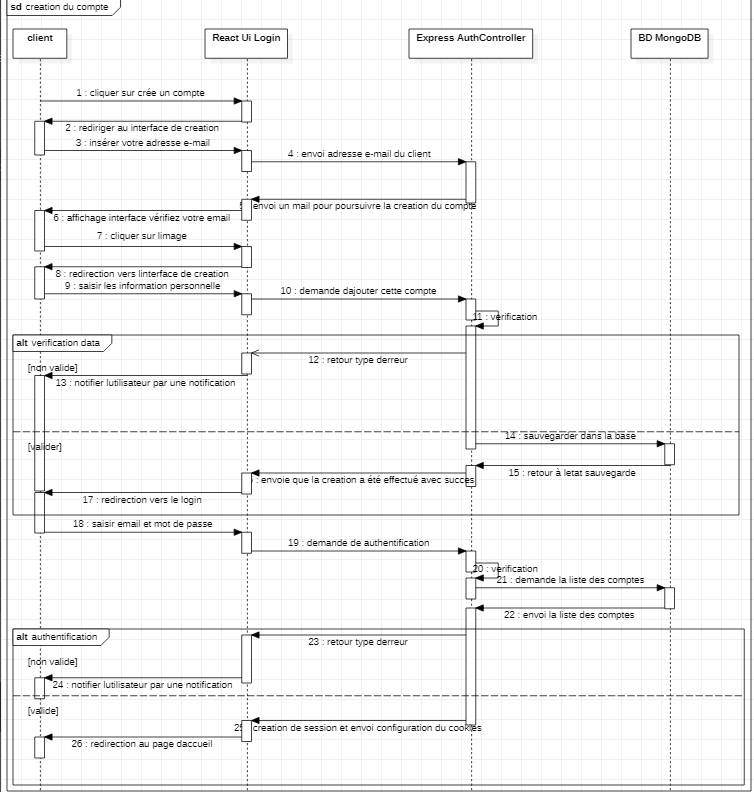 sd creation du compte
client
React Ui Login
Express AuthController
BD MongoDB
1 : cliquer sur crée un compte
2 : rediriger au interface de creation
3 : insérer votre adresse e-mail
4 : envoi adresse e-mail du client
envoi un mail pour poursuivre la creation du compte
6 : affichage interface vérifiez votre email
7 : cliquer sur limage
8 : redirection vers linterface de creation
9 : saisir les information personnelle
10 : demande dajouter cette compte
11 : verification
alt verification data
12 : retour type derreur
[non valide]
13 : notifier lutilisateur par une notification
14 : sauvegarder dans la base
[valider]
15 : retour à letat sauvegarde
: envoie que la creation a été effectué avec succes
17 : redirection vers le login
18 : saisir email et mot de passe
19 : demande de authentification
20 : verification
21 : demande la liste des comptes
22 : envoi la liste des comptes
alt authentification
23 : retour type derreur
[non valide]
24 : notifier lutilisateur par une notification
[valide]
25 creation de session et envoi configuration du cookies
26 : redirection au page daccueil